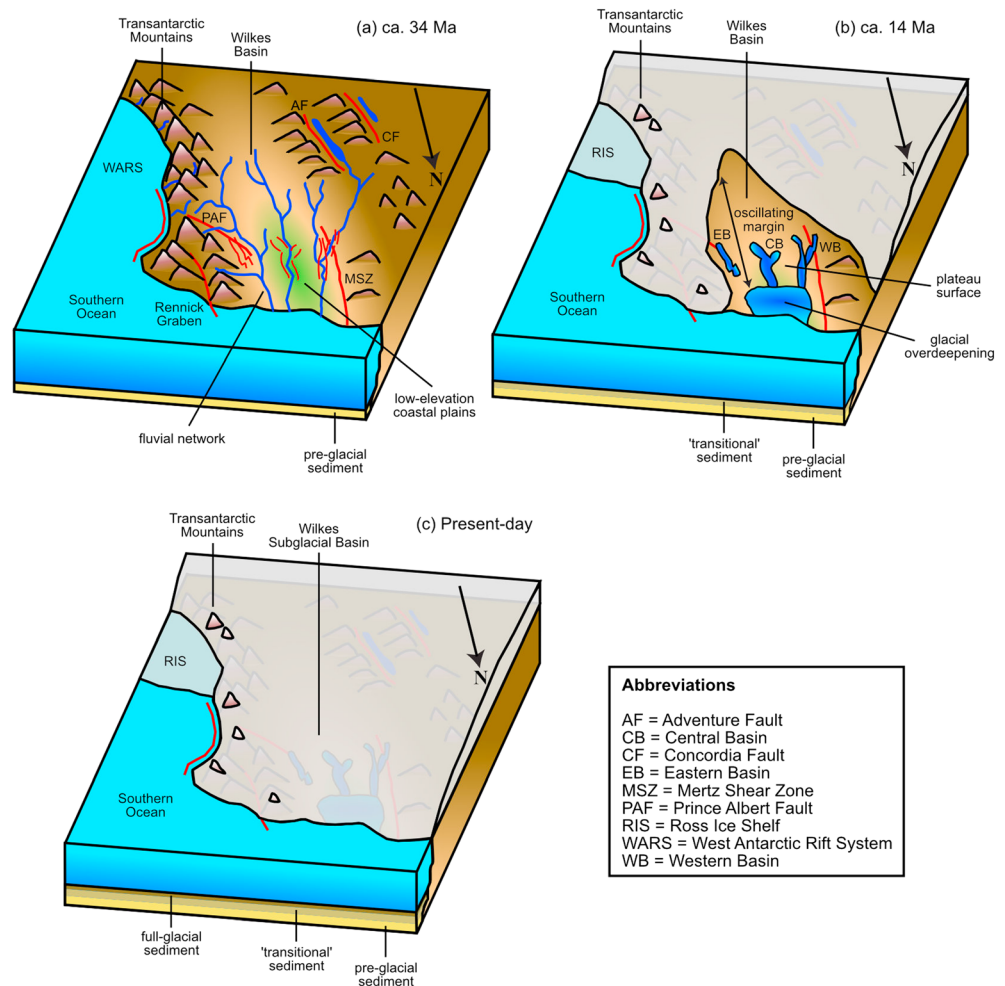 (a) ca. 34 Ma
Transantarctic
Mountains
Wilkes
Basin
AF
CF
N
WARS
PAF
MSZ
Southern
Ocean
Rennick
Graben
low-elevation
coastal plains
fluvial network
pre-glacial
sediment
(b) ca. 14 Ma
Transantarctic
Mountains
Wilkes
Basin
N
RIS
oscillating
margin
EB
CB
WB
plateau
surface
Southern
Ocean
glacial
overdeepening
'transitional'
sediment
pre-glacial
sediment
(c) Present-day
Transantarctic
Mountains
Wilkes
Subglacial Basin
N
RIS
Southern
Ocean
full-glacial
sediment
'transitional'
sediment
pre-glacial
sediment
Abbreviations
AF = Adventure Fault
CB = Central Basin
CF = Concordia Fault
EB = Eastern Basin
MSZ = Mertz Shear Zone
PAF = Prince Albert Fault
RIS = Ross Ice Shelf
WARS = West Antarctic Rift System
WB = Western Basin